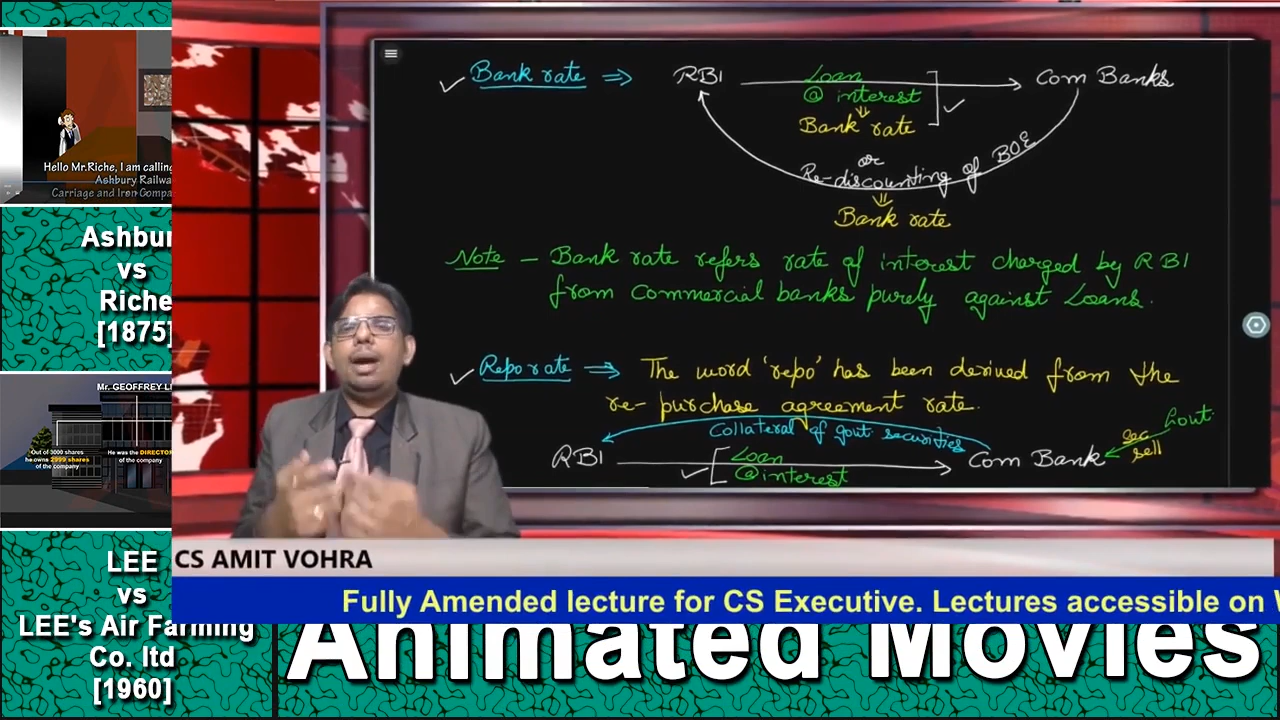 Hello Mr.Riche, I am calling
Ashbury Railwa
Carriage and Iron Compa
Ashbur
vs
Riche
[1875]
Mr. GEOFFREY L
Out of 3000 shares
he owns 2999 shares
of the company
He was the DIRECTO
of the company
LEE
vs
LEE's Air Farming
Co. ltd
[1960]
✓ Bank rate ⇒ RBI Loan Com Banks
@ interest ✓
⇓
Bank rate
or
Re-discounting of BOE
⇓
Bank rate
Note – Bank rate refers rate of interest charged by RBI
from Commercial banks purely against Loans.
✓ Repo rate ⇒ The word 'repo' has been derived from the
re-purchase agreement rate.
Collateral of govt. securities
RBI ✓ Loan Com Bank sec Govt.
@ interest sell
CS AMIT VOHRA
Fully Amended lecture for CS Executive. Lectures accessible on
Animated Movies